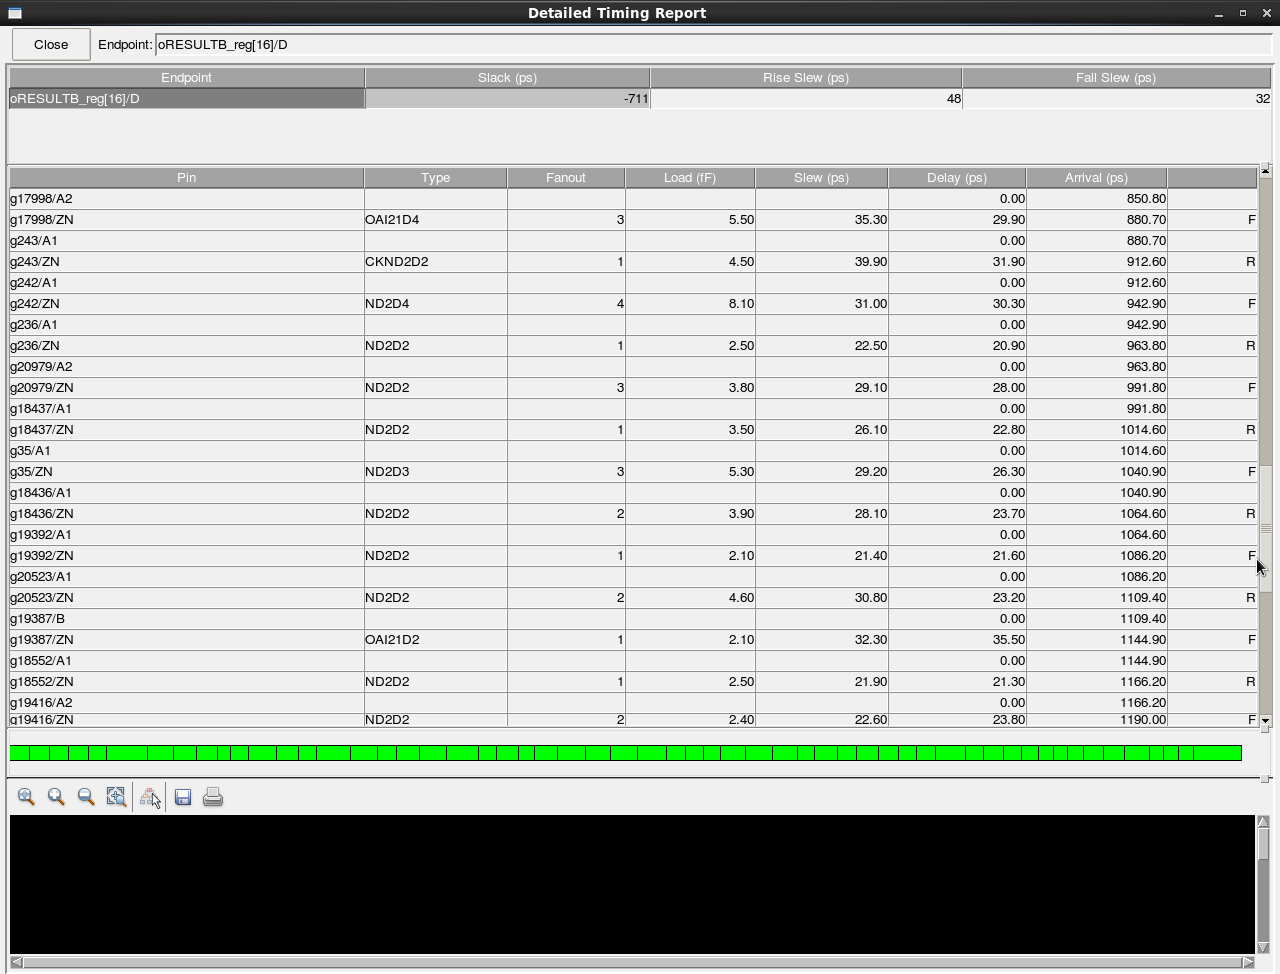 Detailed Timing Report
Close Endpoint: oRESULTB_reg[16]/D
Endpoint Slack (ps) Rise Slew (ps) Fall Slew (ps)
oRESULTB_reg[16]/D -711 48 32
Pin Type Fanout Load (fF) Slew (ps) Delay (ps) Arrival (ps)
g17998/A2 0.00 850.80
g17998/ZN OAI21D4 3 5.50 35.30 29.90 880.70 F
g243/A1 0.00 880.70
g243/ZN CKND2D2 1 4.50 39.90 31.90 912.60 R
g242/A1 0.00 912.60
g242/ZN ND2D4 4 8.10 31.00 30.30 942.90 F
g236/A1 0.00 942.90
g236/ZN ND2D2 1 2.50 22.50 20.90 963.80 R
g20979/A2 0.00 963.80
g20979/ZN ND2D2 3 3.80 29.10 28.00 991.80 F
g18437/A1 0.00 991.80
g18437/ZN ND2D2 1 3.50 26.10 22.80 1014.60 R
g35/A1 0.00 1014.60
g35/ZN ND2D3 3 5.30 29.20 26.30 1040.90 F
g18436/A1 0.00 1040.90
g18436/ZN ND2D2 2 3.90 28.10 23.70 1064.60 R
g19392/A1 0.00 1064.60
g19392/ZN ND2D2 1 2.10 21.40 21.60 1086.20 F
g20523/A1 0.00 1086.20
g20523/ZN ND2D2 2 4.60 30.80 23.20 1109.40 R
g19387/B 0.00 1109.40
g19387/ZN OAI21D2 1 2.10 32.30 35.50 1144.90 F
g18552/A1 0.00 1144.90
g18552/ZN ND2D2 1 2.50 21.90 21.30 1166.20 R
g19416/A2 0.00 1166.20
g19416/ZN ND2D2 2 2.40 22.60 23.80 1190.00 F